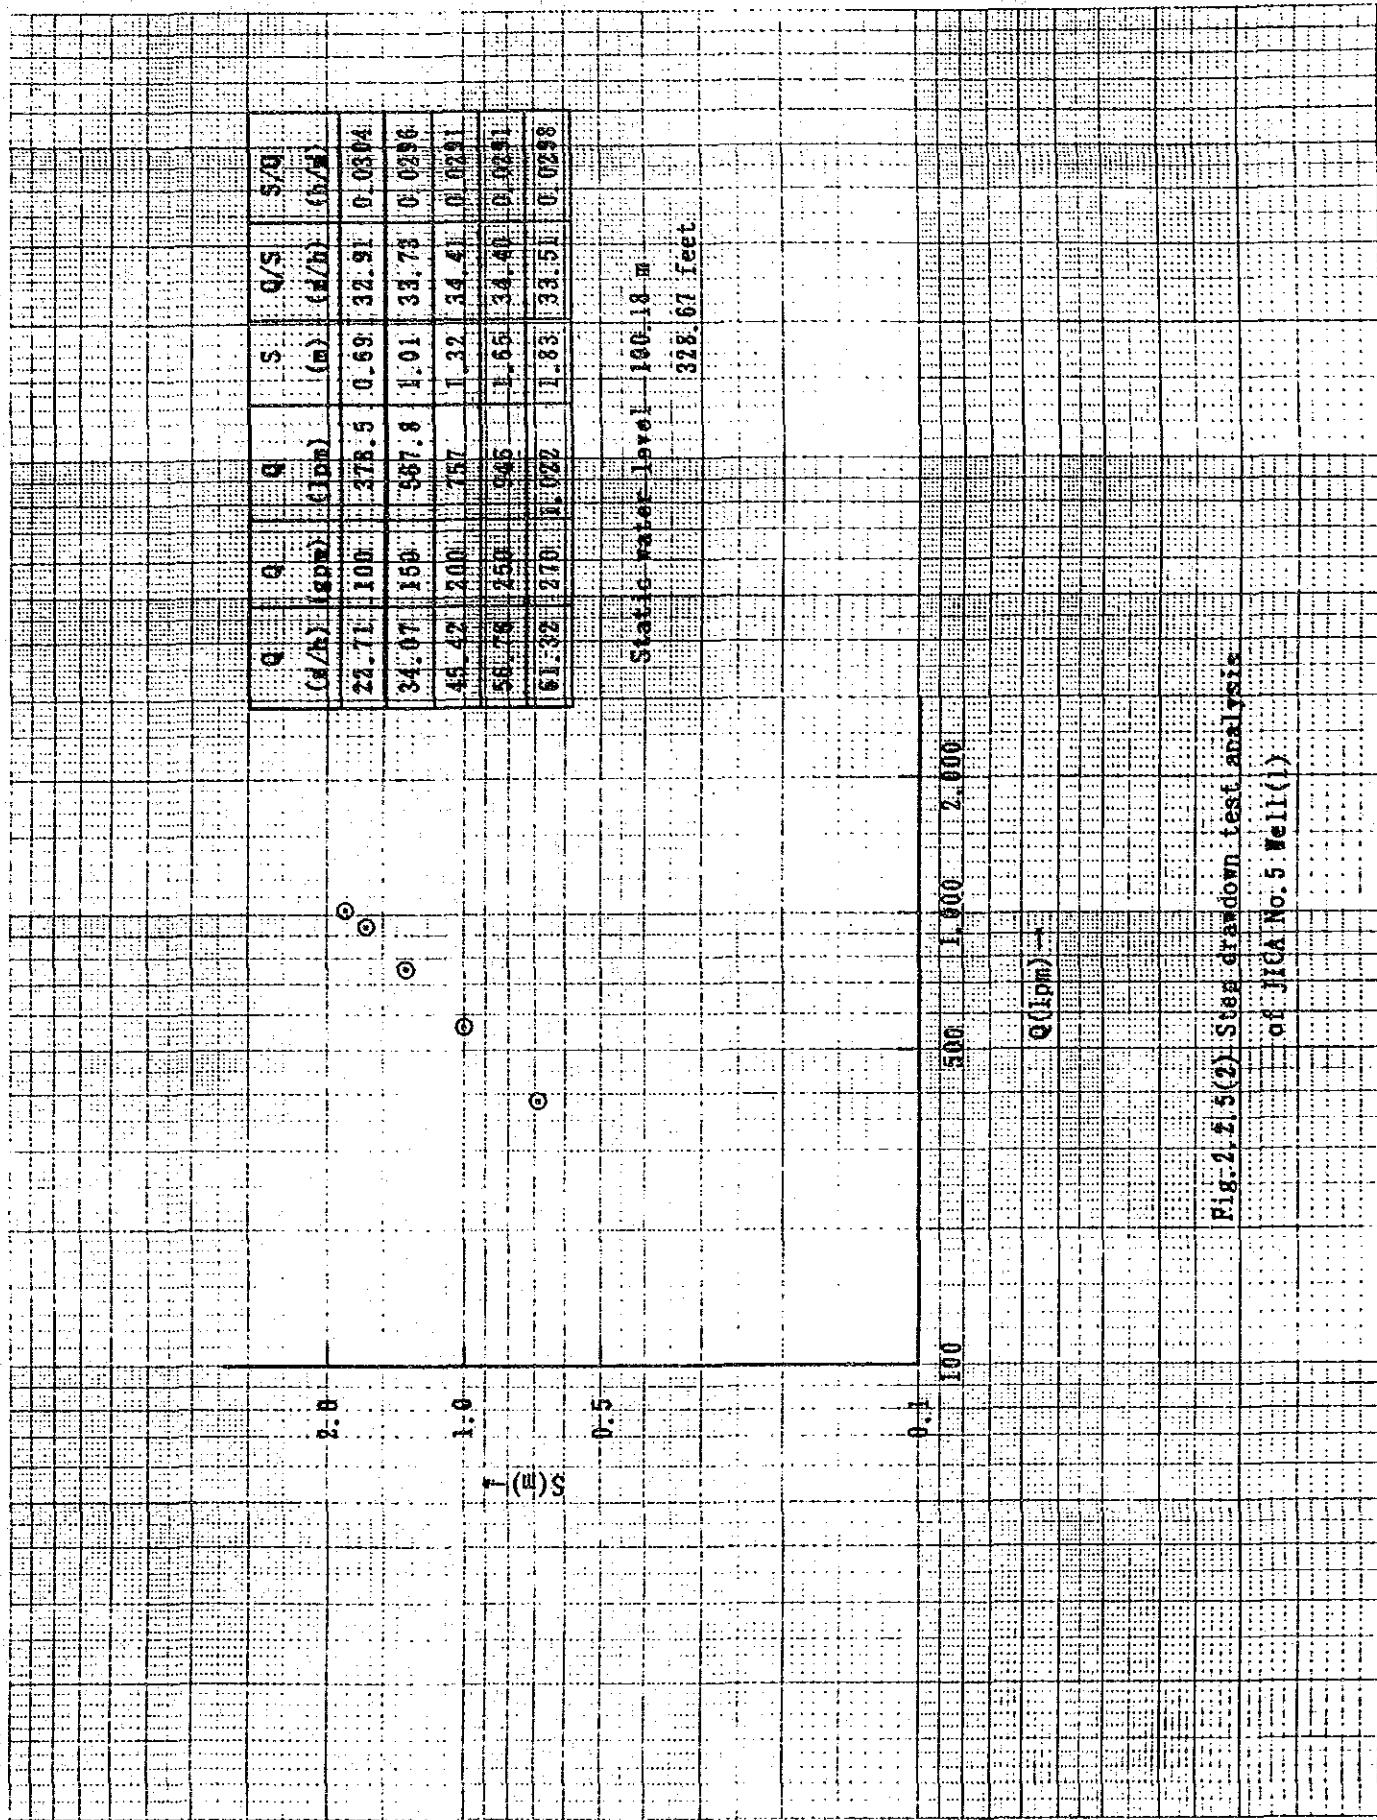 Q Q Q S Q/S S/Q
(㎥/h) (gpm) (lpm) (m) (㎡/h) (h/㎡)
22.71 100 378.5 0.69 32.91 0.0304
34.07 150 567.8 1.01 33.73 0.0296
45.42 200 757 1.32 34.41 0.0291
56.76 250 946 1.65 34.40 0.0291
61.32 270 1,022 1.83 33.51 0.0298
Static water level 100.18 m
328.67 feet
S(m)→
2.0
1.0
0.5
0.1
100 500 1,000 2,000
Q(lpm)→
Fig.2.2.5(2) Step drawdown test analysis
of JICA No.5 Well(1)